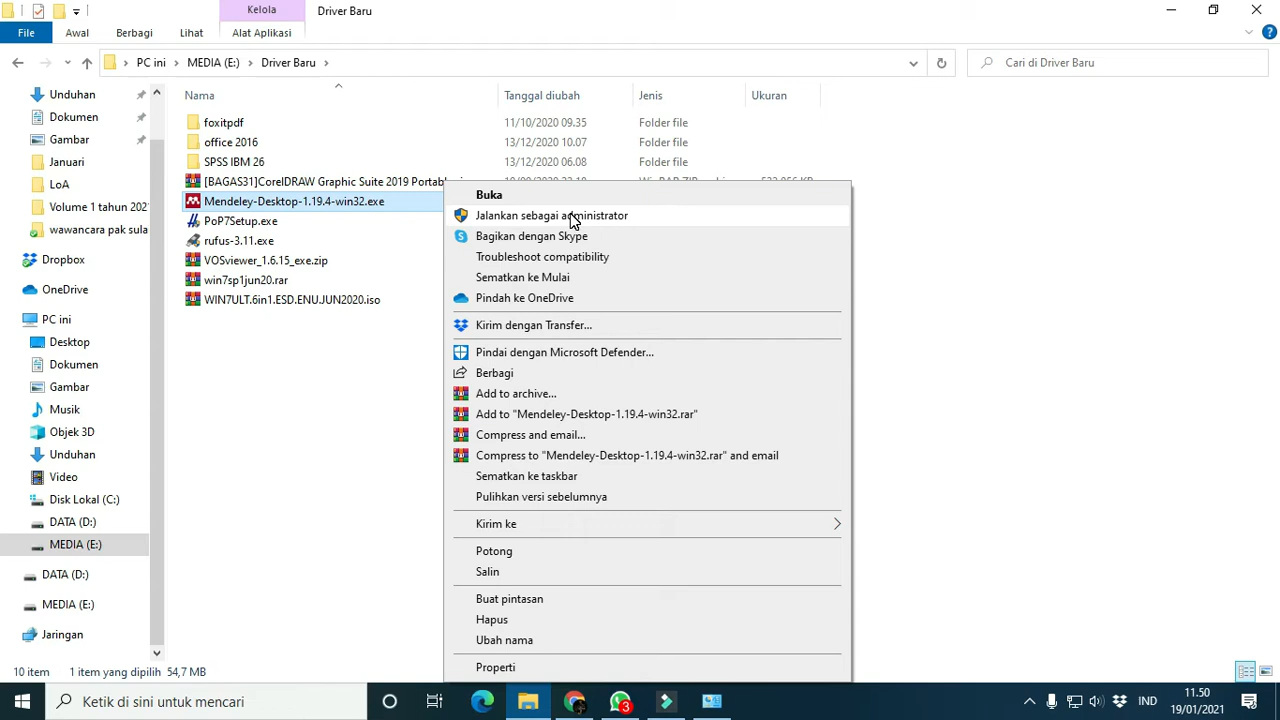 Kelola
Driver Baru
File
Awal
Berbagi
Lihat
Alat Aplikasi
PC ini
MEDIA (E:)
Driver Baru
Cari di Driver Baru
Nama
Tanggal diubah
Jenis
Ukuran
Unduhan
Dokumen
Gambar
Januari
LoA
Volume 1 tahun 202
wawancara pak sula
Dropbox
OneDrive
PC ini
Desktop
Dokumen
Gambar
Musik
Objek 3D
Unduhan
Video
Disk Lokal (C:)
DATA (D:)
MEDIA (E:)
DATA (D:)
MEDIA (E:)
Jaringan
foxitpdf 11/10/2020 09.35 Folder file
office 2016 13/12/2020 10.07 Folder file
SPSS IBM 26 13/12/2020 06.08 Folder file
[BAGAS31]CorelDRAW Graphic Suite 2019 Portabl
Mendeley-Desktop-1.19.4-win32.exe
PoP7Setup.exe
rufus-3.11.exe
VOSviewer_1.6.15_exe.zip
win7sp1jun20.rar
WIN7ULT.6in1.ESD.ENU.JUN2020.iso
Buka
Jalankan sebagai administrator
Bagikan dengan Skype
Troubleshoot compatibility
Sematkan ke Mulai
Pindah ke OneDrive
Kirim dengan Transfer...
Pindai dengan Microsoft Defender...
Berbagi
Add to archive...
Add to "Mendeley-Desktop-1.19.4-win32.rar"
Compress and email...
Compress to "Mendeley-Desktop-1.19.4-win32.rar" and email
Sematkan ke taskbar
Pulihkan versi sebelumnya
Kirim ke
Potong
Salin
Buat pintasan
Hapus
Ubah nama
Properti
10 item
1 item yang dipilih 54,7 MB
Ketik di sini untuk mencari
3
IND
11.50
19/01/2021